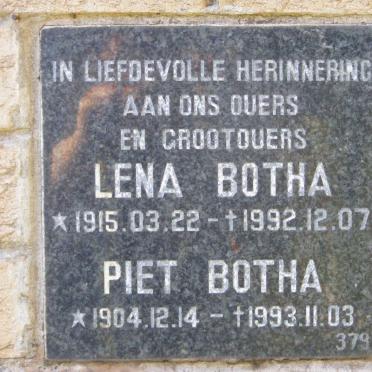 IN LIEFDEVOLLE HERINNERING
AAN ONS OUERS
EN GROOTOUERS
LENA BOTHA
★1915.03.22 - †1992.12.07
PIET BOTHA
★1904.12.14 - †1993.11.03
379